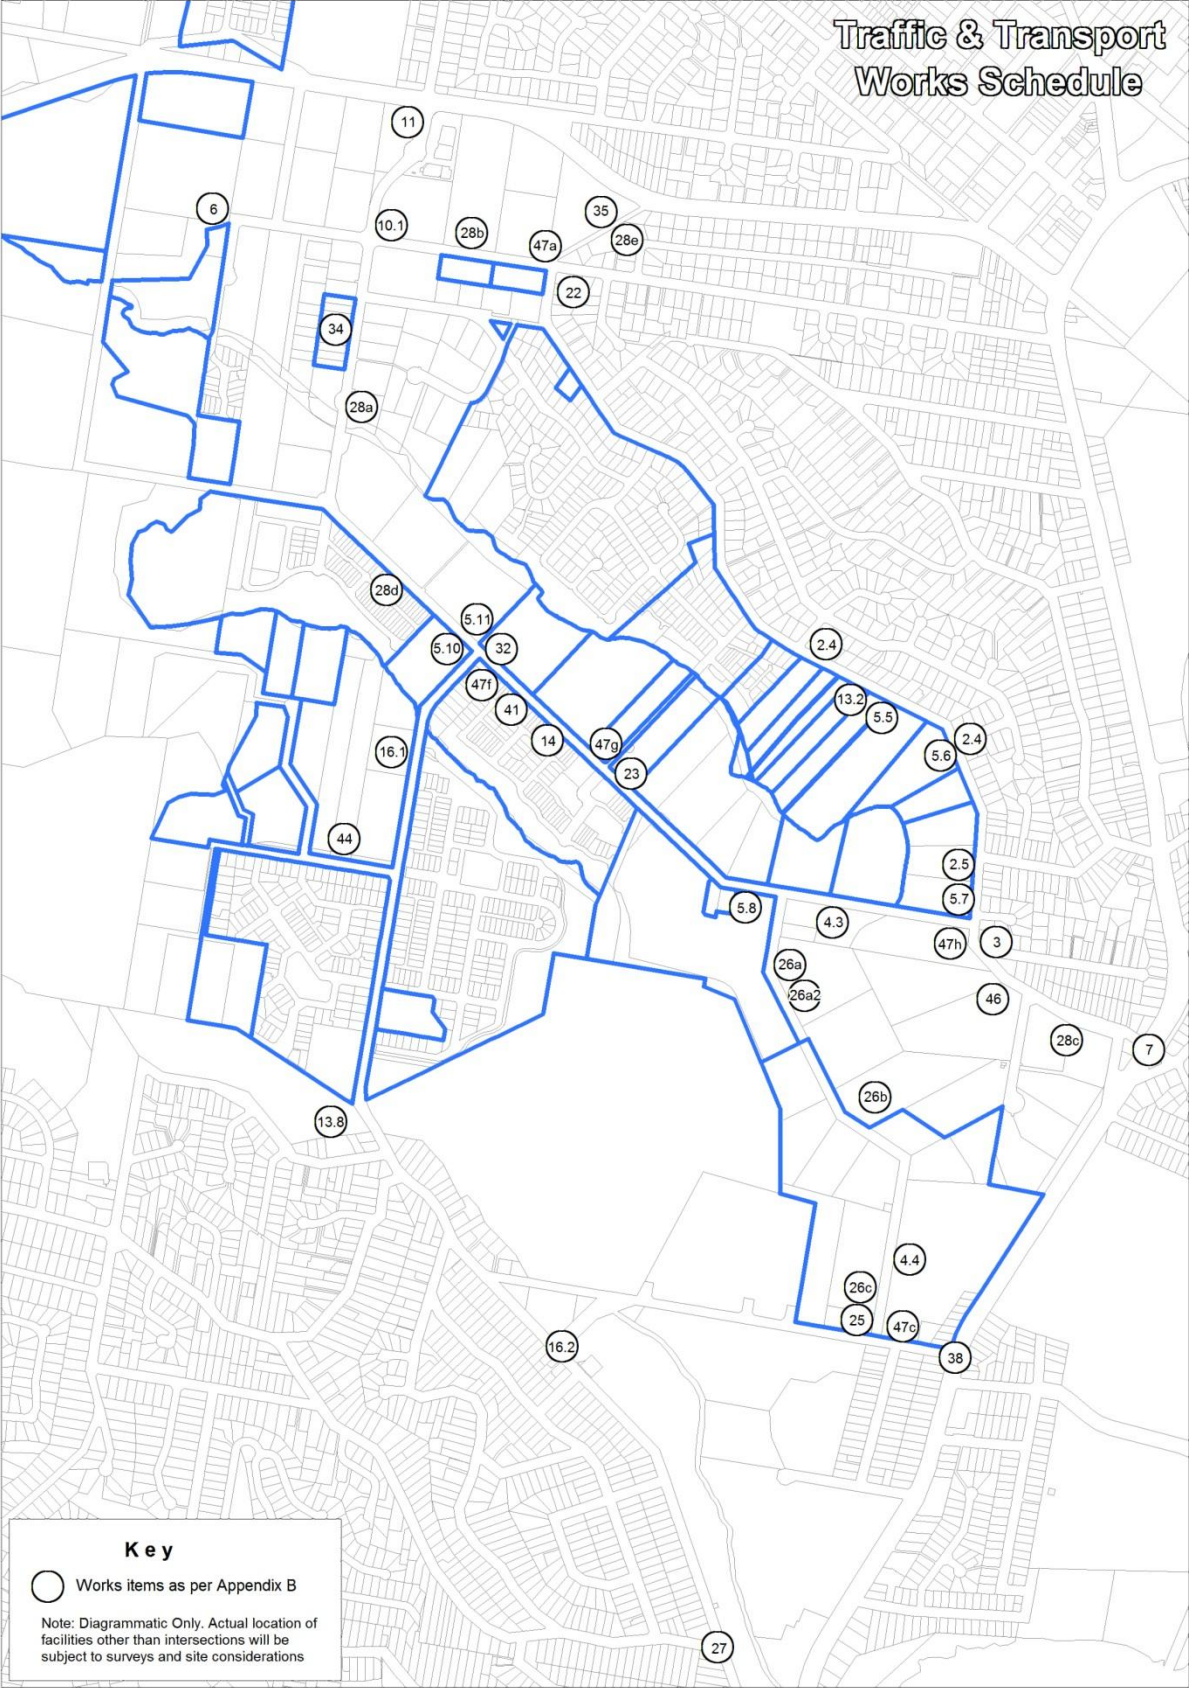 Traffic & Transport
Works Schedule
11
6
35
10.1
28b
28e
47a
22
34
28a
28d
5.11
2.4
5.10
32
47f
13.2
41
5.5
14
2.4
47g
16.1
5.6
23
44
2.5
5.7
5.8
4.3
3
47h
26a
26a2
46
28c
7
26b
13.8
4.4
26c
25
47c
16.2
38
Key
Works items as per Appendix B
Note: Diagrammatic Only. Actual location of
facilities other than intersections will be
subject to surveys and site considerations
27